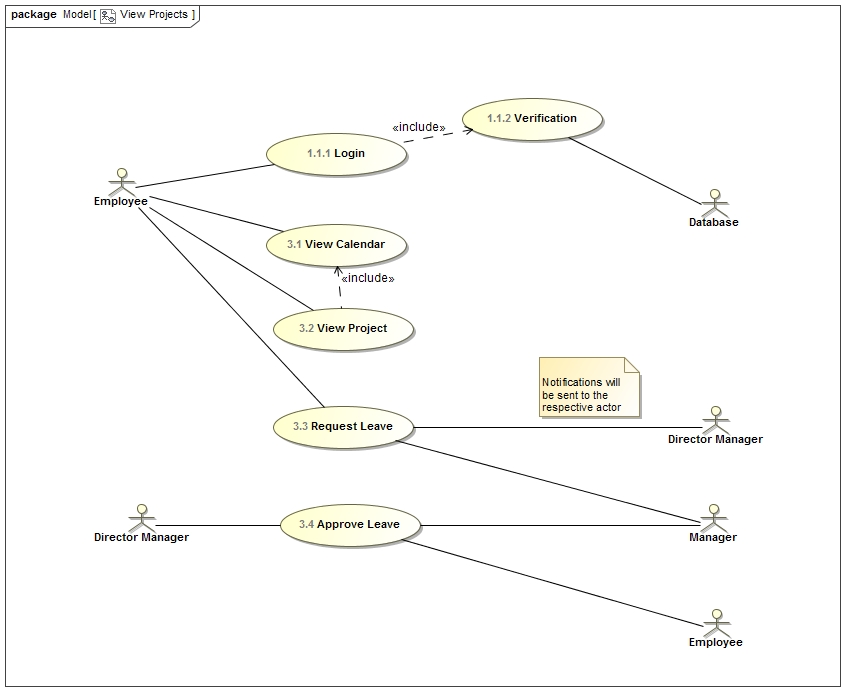 package Model[ View Projects ]
1.1.2 Verification
«include»
1.1.1 Login
Employee
Database
3.1 View Calendar
«include»
3.2 View Project
Notifications will
be sent to the
respective actor
3.3 Request Leave
Director Manager
3.4 Approve Leave
Director Manager
Manager
Employee